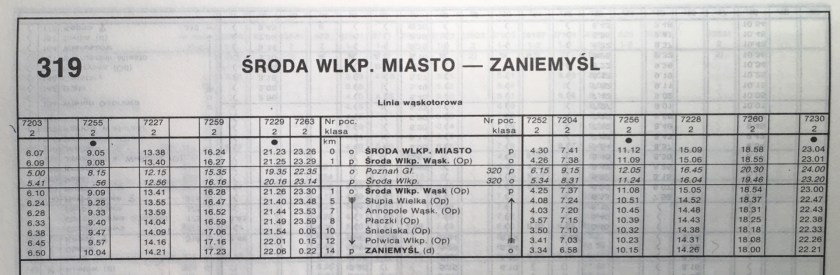 319
ŚRODA WLKP. MIASTO — ZANIEMYŚL
Linia wąskotorowa
7203 7255 7227 7259 7229 7263 Nr poc. Nr poc. 7252 7204 7256 7228 7260 7230
2 2 2 2 2 2 klasa klasa 2 2 2 2 2 2
● ● km ● ●
6.07 9.05 13.38 16.24 21.23 23.26 0 o ŚRODA WLKP. MIASTO p 4.30 7.41 11.12 15.09 18.58 23.04
6.09 9.08 13.40 16.27 21.25 23.29 1 p Środa Wlkp. Wąsk. (Op) o 4.26 7.38 11.09 15.06 18.55 23.01
5.00 8.15 12.15 15.35 19.35 22.35 o Poznań Gł. 320 p 6.15 9.15 12.05 16.45 20.30 24.00
5.41 .56 12.56 16.16 20.16 23.14 p Środa Wlkp. 320 o 5.34 8.31 11.24 16.04 19.46 23.20
6.10 9.09 13.41 16.28 21.26 23.30 1 o Środa Wlkp. Wąsk (Op) p 4.25 7.37 11.08 15.05 18.54 23.00
6.24 9.28 13.55 16.47 21.40 23.48 5 Słupia Wielka (Op) 4.08 7.24 10.51 14.52 18.37 22.47
6.28 9.33 13.59 16.52 21.44 23.53 7 Annopole Wąsk. (Op) 4.03 7.20 10.45 14.48 18.31 22.43
6.33 9.40 14.04 16.59 21.49 23.59 8 Płaczki (Op) 3.57 7.15 10.39 14.43 18.25 22.38
6.38 9.47 14.09 17.06 21.54 0.05 10 Śnieciska (Op) 3.50 7.10 10.32 14.38 18.18 22.33
6.45 9.57 14.16 17.16 22.01 0.15 12 Polwica Wlkp. (Op) 3.41 7.03 10.23 14.31 18.08 22.26
6.50 10.04 14.21 17.23 22.06 0.22 14 p ZANIEMYŚL (d) o 3.34 6.58 10.15 14.26 18.00 22.21